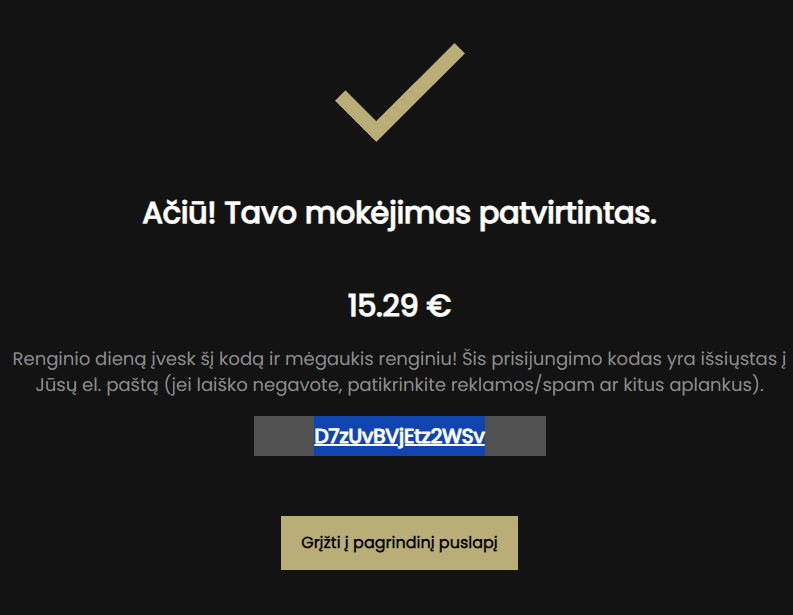 Ačiū! Tavo mokėjimas patvirtintas.
15.29 €
Renginio dieną įvesk šį kodą ir mėgaukis renginiu! Šis prisijungimo kodas yra išsiųstas į
Jūsų el. paštą (jei laiško negavote, patikrinkite reklamos/spam ar kitus aplankus).
D7zUvBVjEtz2WSv
Grįžti į pagrindinį puslapį